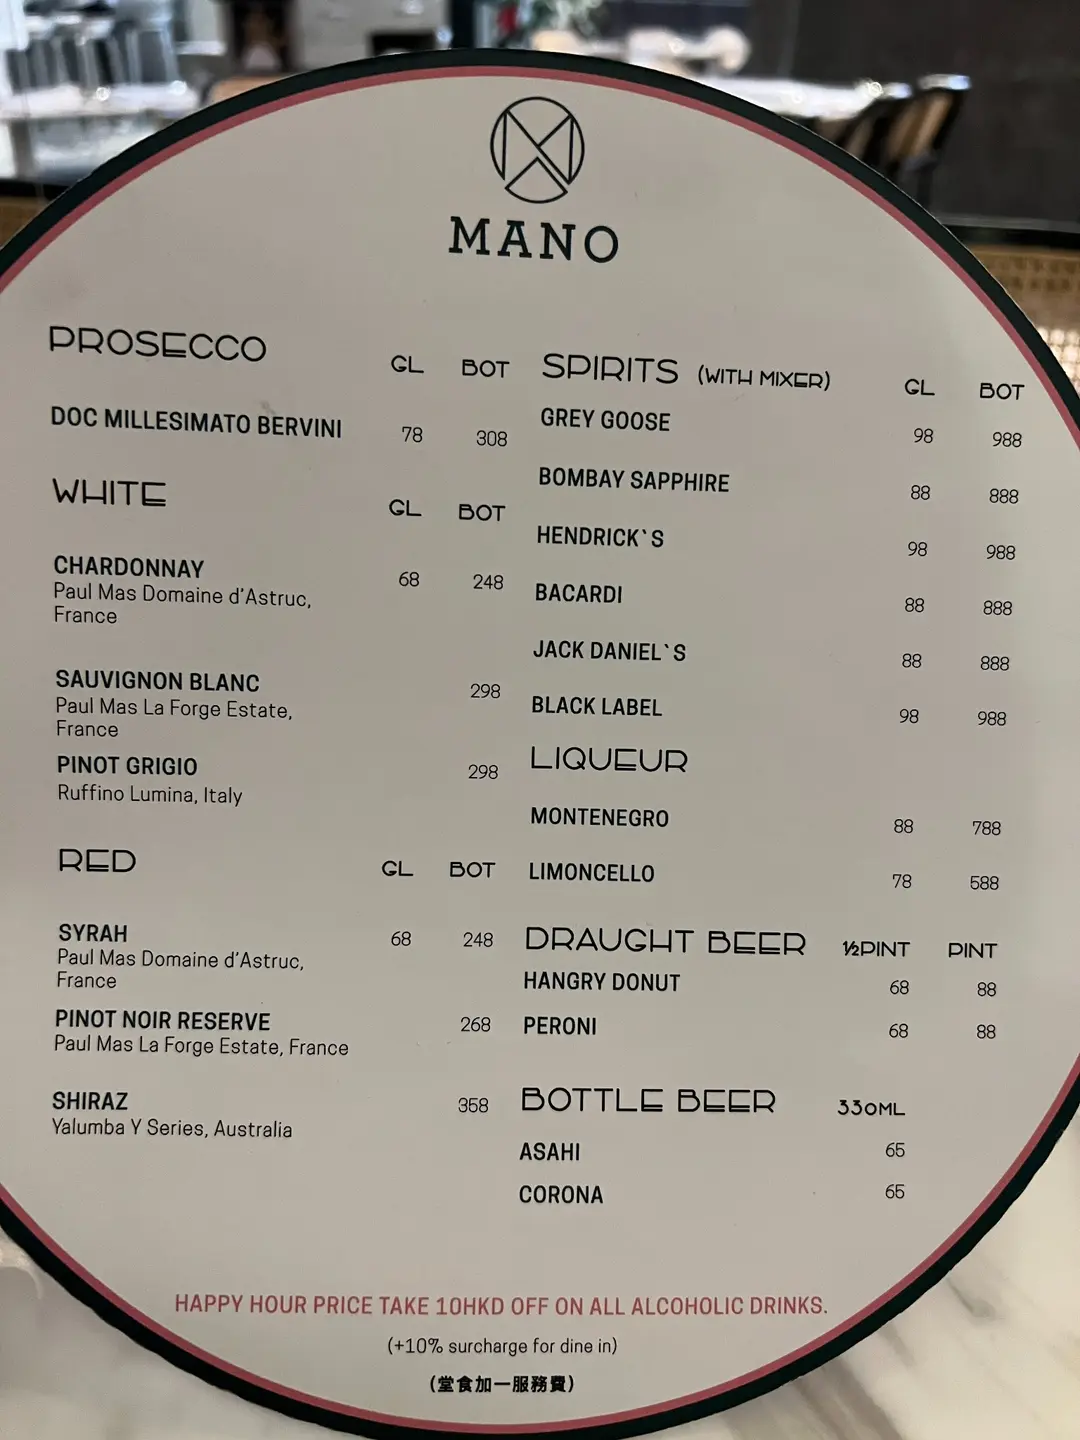 MANO
PROSECCO GL BOT
DOC MILLESIMATO BERVINI 78 308
WHITE GL BOT
CHARDONNAY 68 248
Paul Mas Domaine d'Astruc,
France
SAUVIGNON BLANC 298
Paul Mas La Forge Estate,
France
PINOT GRIGIO 298
Ruffino Lumina, Italy
RED GL BOT
SYRAH 68 248
Paul Mas Domaine d'Astruc,
France
PINOT NOIR RESERVE 268
Paul Mas La Forge Estate, France
SHIRAZ 358
Yalumba Y Series, Australia
SPIRITS (WITH MIXER) GL BOT
GREY GOOSE 98 988
BOMBAY SAPPHIRE 88 888
HENDRICK`S 98 988
BACARDI 88 888
JACK DANIEL`S 88 888
BLACK LABEL 98 988
LIQUEUR
MONTENEGRO 88 788
LIMONCELLO 78 588
DRAUGHT BEER ½PINT PINT
HANGRY DONUT 68 88
PERONI 68 88
BOTTLE BEER 330ML
ASAHI 65
CORONA 65
HAPPY HOUR PRICE TAKE 10HKD OFF ON ALL ALCOHOLIC DRINKS.
(+10% surcharge for dine in)
(堂食加一服務費)